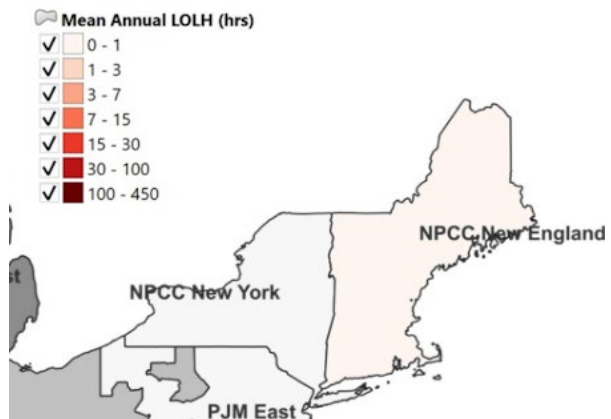 Mean Annual LOLH (hrs)
0 - 1
1 - 3
3 - 7
7 - 15
15 - 30
30 - 100
100 - 450
NPCC New England
st
NPCC New York
PJM East